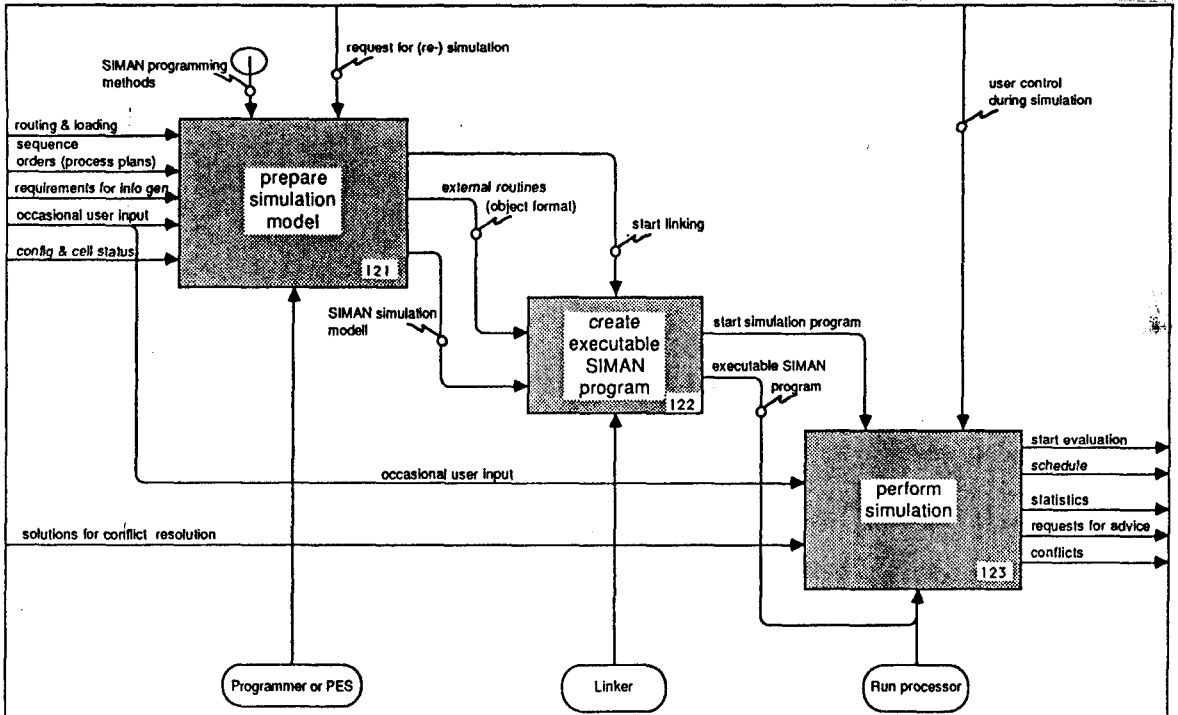 request for (re-) simulation
SIMAN programming
methods
user control
during simulation
routing & loading
sequence
orders (process plans)
requirements for info gen
occasional user input
config & cell status
prepare
simulation
model
121
external routines
(object format)
start linking
SIMAN simulation
modell
create
executable
SIMAN
program
122
start simulation program
executable SIMAN
program
occasional user input
solutions for conflict resolution
perform
simulation
123
start evaluation
schedule
statistics
requests for advice
conflicts
Programmer or PES
Linker
Run processor